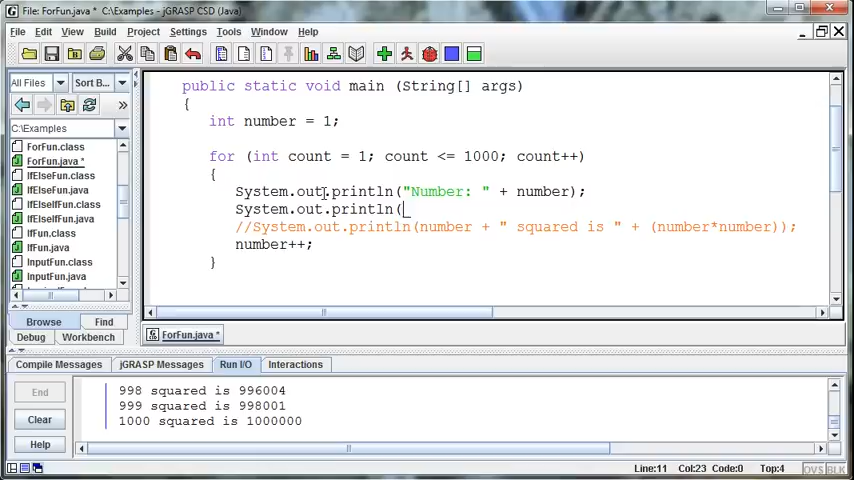 File: ForFun.java * C:\Examples - jGRASP CSD (Java)
File Edit View Build Project Settings Tools Window Help
All Files Sort B...
C:\Examples
ForFun.class
ForFun.java *
IfElseFun.class
IfElseFun.java
IfElseIfFun.class
IfElseIfFun.java
IfFun.class
IfFun.java
InputFun.class
InputFun.java
Browse Find
Debug Workbench
public static void main (String[] args)
{
int number = 1;
for (int count = 1; count <= 1000; count++)
{
System.out.println("Number: " + number);
System.out.println(
//System.out.println(number + " squared is " + (number*number));
number++;
}
ForFun.java *
Compile Messages jGRASP Messages Run I/O Interactions
End
Clear
Help
998 squared is 996004
999 squared is 998001
1000 squared is 1000000
Line:11 Col:23 Code:0 Top:4 OVS BLK